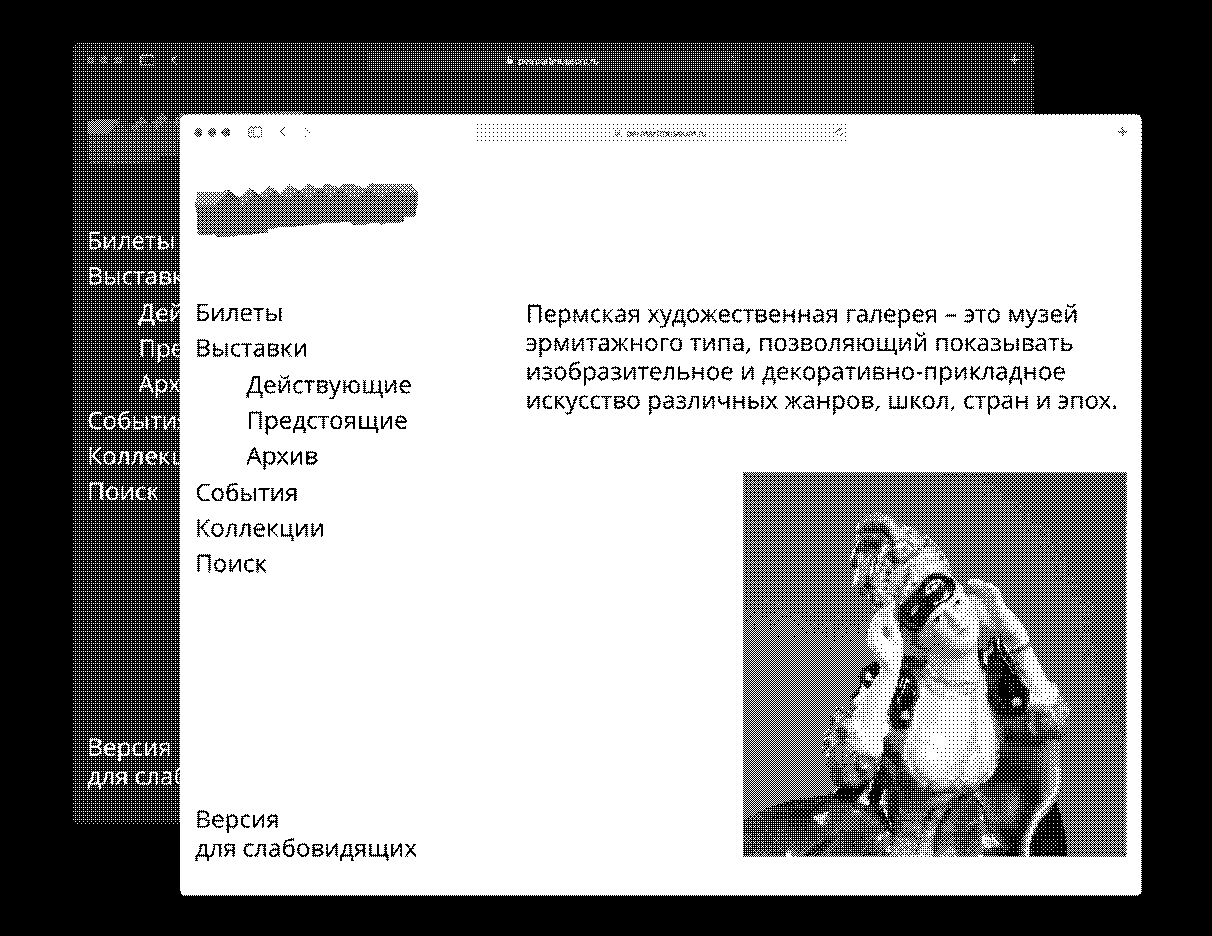 Билеты
Выставк
Дей
Пре
Арх
Событи
Коллекц
Поиск
Версия
для слаб
Билеты
Выставки
Действующие
Предстоящие
Архив
События
Коллекции
Поиск
Версия
для слабовидящих
Пермская художественная галерея – это музей
эрмитажного типа, позволяющий показывать
изобразительное и декоративно-прикладное
искусство различных жанров, школ, стран и эпох.